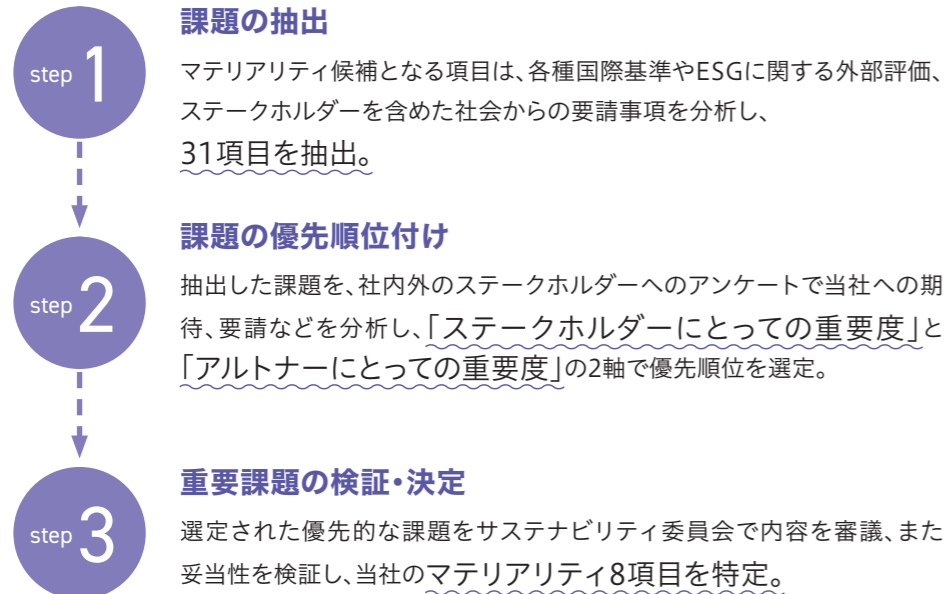 step 1
課題の抽出
マテリアリティ候補となる項目は、各種国際基準やESGに関する外部評価、
ステークホルダーを含めた社会からの要請事項を分析し、
31項目を抽出。
step 2
課題の優先順位付け
抽出した課題を、社内外のステークホルダーへのアンケートで当社への期
待、要請などを分析し、「ステークホルダーにとっての重要度」と
「アルトナーにとっての重要度」の2軸で優先順位を選定。
step 3
重要課題の検証・決定
選定された優先的な課題をサステナビリティ委員会で内容を審議、また
妥当性を検証し、当社のマテリアリティ8項目を特定。